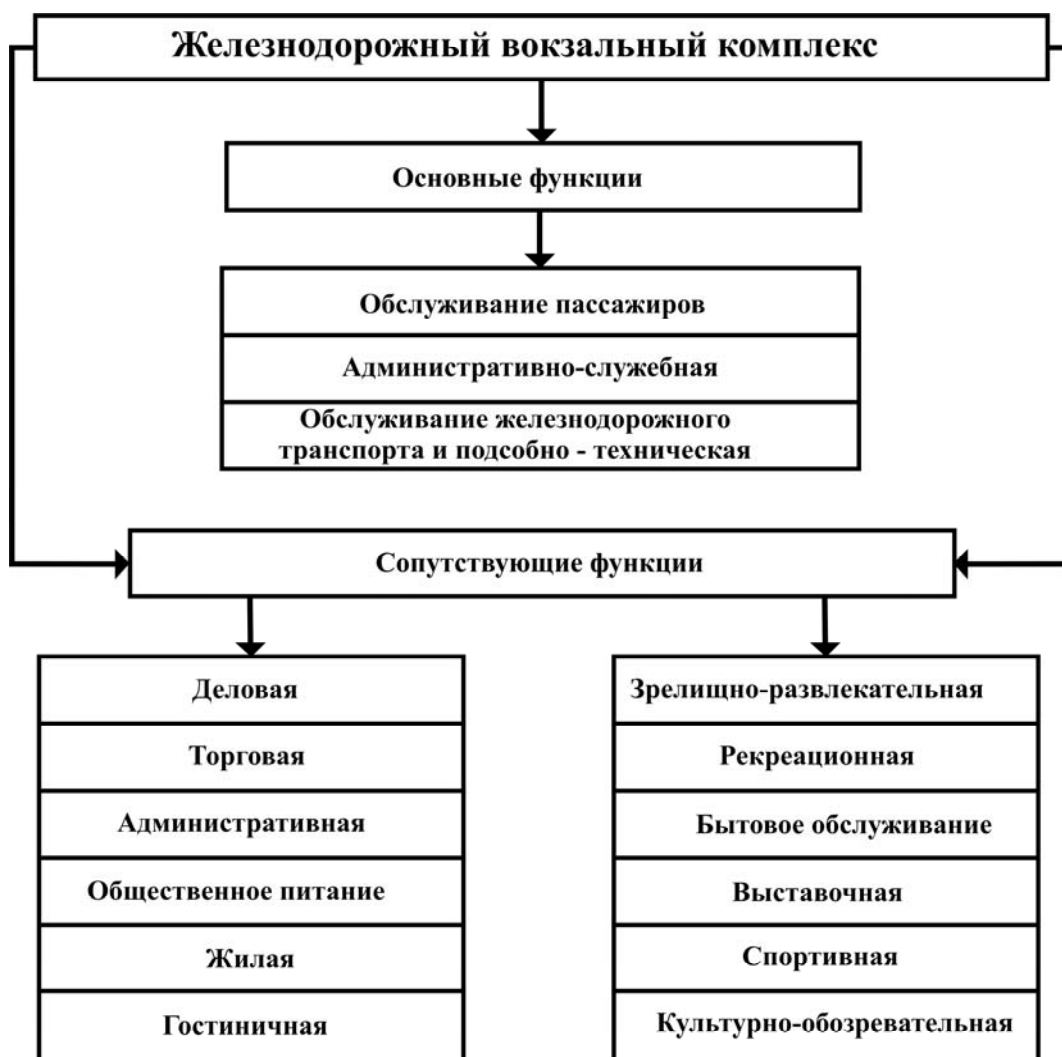 Железнодорожный вокзальный комплекс
Основные функции
Обслуживание пассажиров
Административно-служебная
Обслуживание железнодорожного
транспорта и подсобно - техническая
Сопутствующие функции
Деловая
Торговая
Административная
Общественное питание
Жилая
Гостиничная
Зрелищно-развлекательная
Рекреационная
Бытовое обслуживание
Выставочная
Спортивная
Культурно-обозревательная